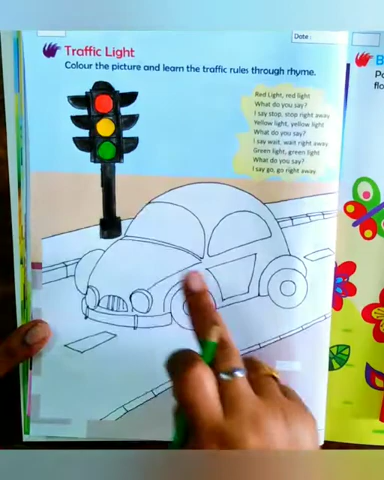 Date :
Traffic Light
Colour the picture and learn the traffic rules through rhyme.
Red Light, red light
What do you say?
I say stop, stop right away
Yellow light, yellow light
What do you say?
I say wait, wait right away
Green light, green light
What do you say?
I say go, go right away